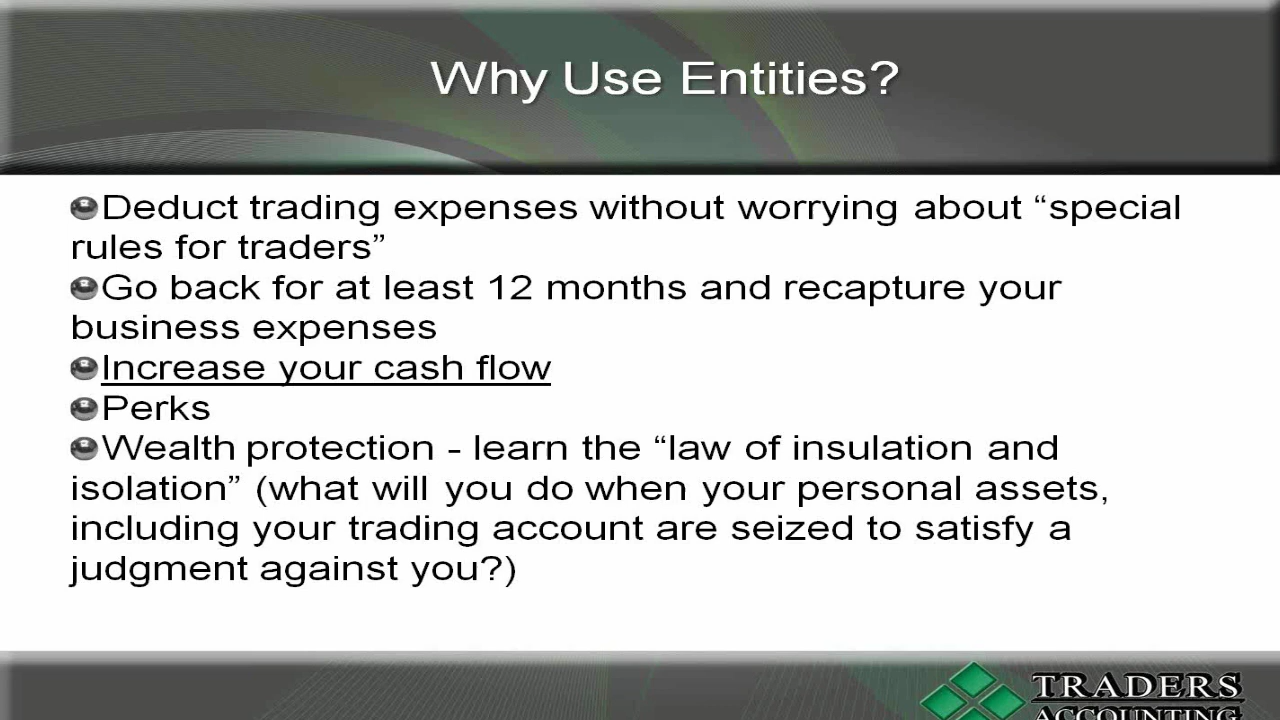 Why Use Entities?
Deduct trading expenses without worrying about “special
rules for traders”
Go back for at least 12 months and recapture your
business expenses
Increase your cash flow
Perks
Wealth protection - learn the “law of insulation and
isolation” (what will you do when your personal assets,
including your trading account are seized to satisfy a
judgment against you?)
TRADERS
ACCOUNTING